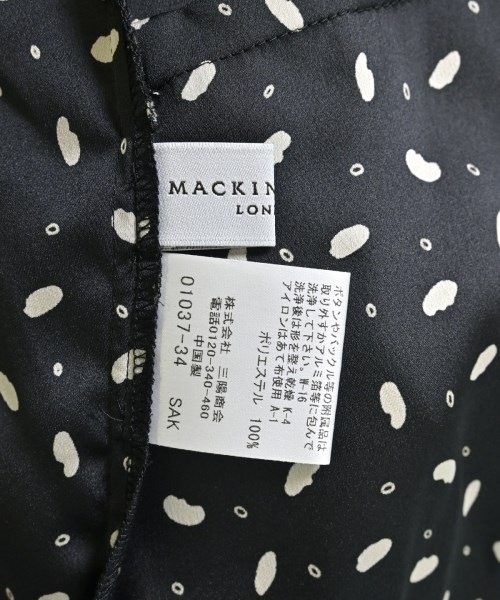 MACKIN
LON
ボタンやバックル等の附属品は
取り外すかアルミ箔等に包んで
洗浄して下さい。W-16
洗浄後は形を整え乾燥 K-4
アイロンはあて布使用 A-1
ポリエステル 100%
株式会社 三陽商会
電話0120-340-460
中国製
01037-34 SAK